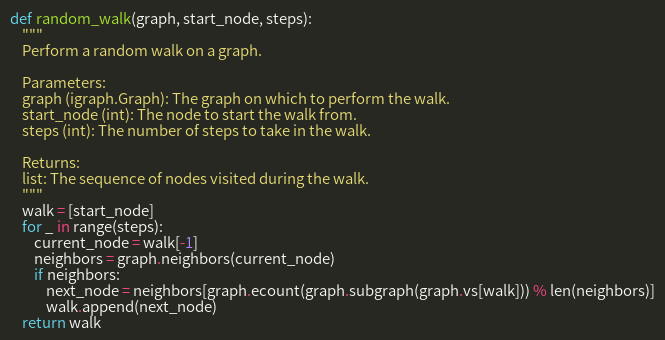 def random_walk(graph, start_node, steps):
"""
Perform a random walk on a graph.
Parameters:
graph (igraph.Graph): The graph on which to perform the walk.
start_node (int): The node to start the walk from.
steps (int): The number of steps to take in the walk.
Returns:
list: The sequence of nodes visited during the walk.
"""
walk = [start_node]
for _ in range(steps):
current_node = walk[-1]
neighbors = graph.neighbors(current_node)
if neighbors:
next_node = neighbors[graph.ecount(graph.subgraph(graph.vs[walk])) % len(neighbors)]
walk.append(next_node)
return walk